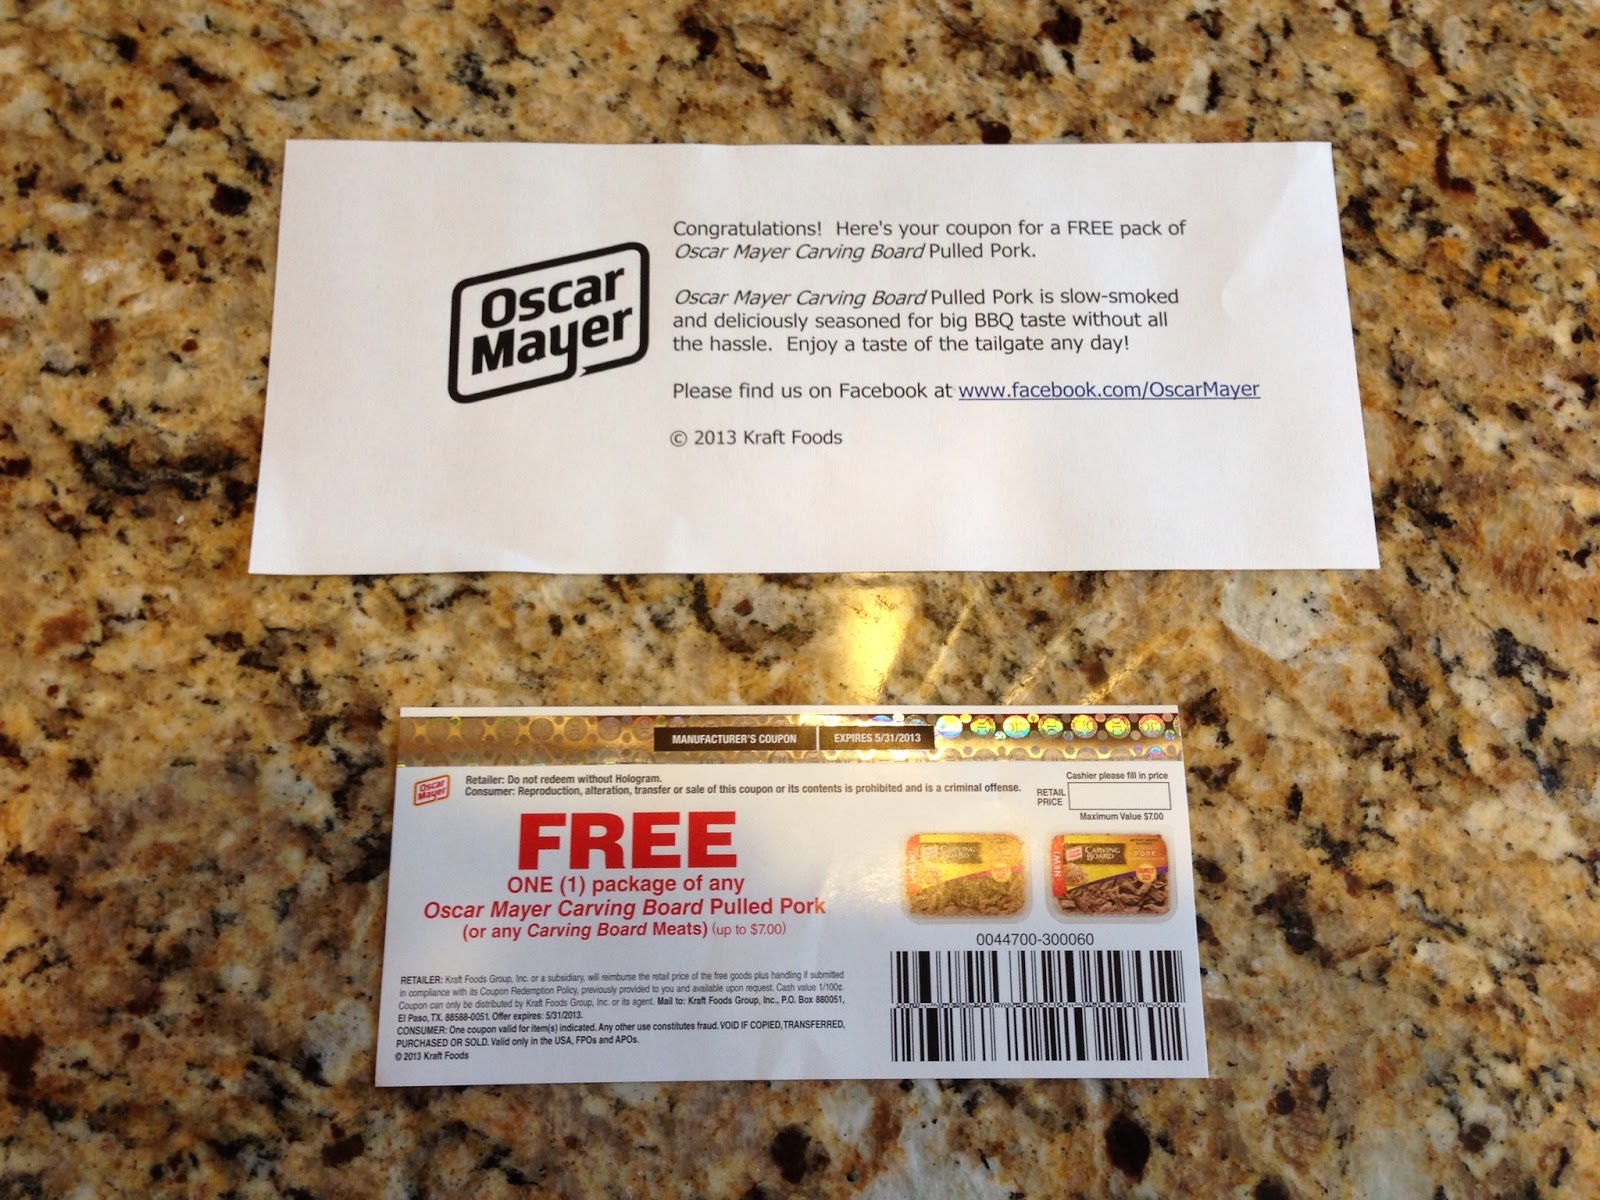 Oscar
Mayer
Congratulations!  Here's your coupon for a FREE pack of
Oscar Mayer Carving Board Pulled Pork.
Oscar Mayer Carving Board Pulled Pork is slow-smoked
and deliciously seasoned for big BBQ taste without all
the hassle.  Enjoy a taste of the tailgate any day!
Please find us on Facebook at www.facebook.com/OscarMayer
© 2013 Kraft Foods
MANUFACTURER'S COUPON
EXPIRES 5/31/2013
Oscar
Mayer
Retailer: Do not redeem without Hologram.
Consumer: Reproduction, alteration, transfer or sale of this coupon or its contents is prohibited and is a criminal offense.
Cashier please fill in price
RETAIL
PRICE
Maximum Value $7.00
FREE
ONE (1) package of any
Oscar Mayer Carving Board Pulled Pork
(or any Carving Board Meats) (up to $7.00)
CARVING
BOARD
NEW!
CARVING
BOARD
PORK
0044700-300060
RETAILER: Kraft Foods Group, Inc. or a subsidiary, will reimburse the retail price of the free goods plus handling if submitted
in compliance with its Coupon Redemption Policy, previously provided to you and available upon request. Cash value 1/100¢.
Coupon can only be distributed by Kraft Foods Group, Inc. or its agent. Mail to: Kraft Foods Group, Inc., P.O. Box 880051,
El Paso, TX. 88588-0051. Offer expires: 5/31/2013.
CONSUMER: One coupon valid for item(s) indicated. Any other use constitutes fraud. VOID IF COPIED, TRANSFERRED,
PURCHASED OR SOLD. Valid only in the USA, FPOs and APOs.
© 2013 Kraft Foods